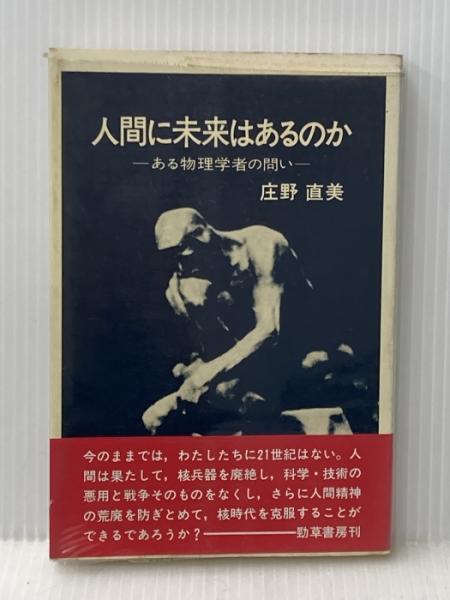 人間に未来はあるのか
—ある物理学者の問い—
庄野 直美
今のままでは，わたしたちに21世紀はない。人
間は果たして，核兵器を廃絶し，科学・技術の
悪用と戦争そのものをなくし，さらに人間精神
の荒廃を防ぎとめて，核時代を克服することが
できるであろうか？————勁草書房刊